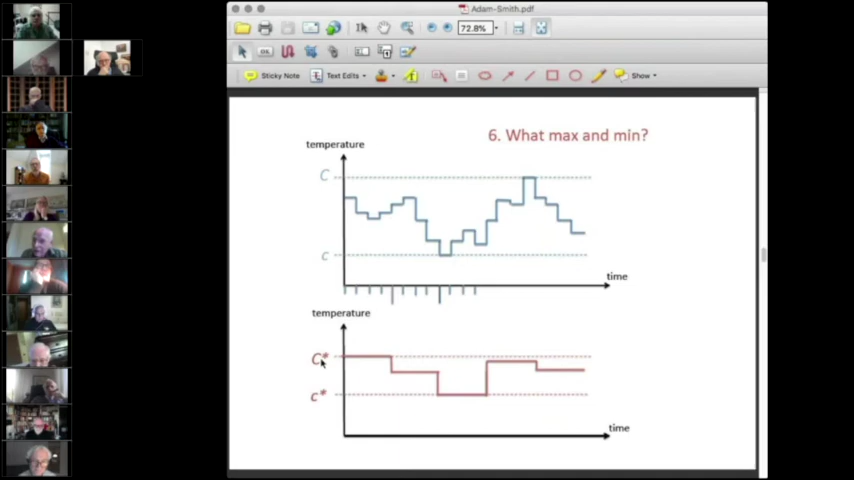 Adam-Smith.pdf
72.8%
Sticky Note
Text Edits
Show
6. What max and min?
temperature
C
c
time
temperature
C*
c*
time